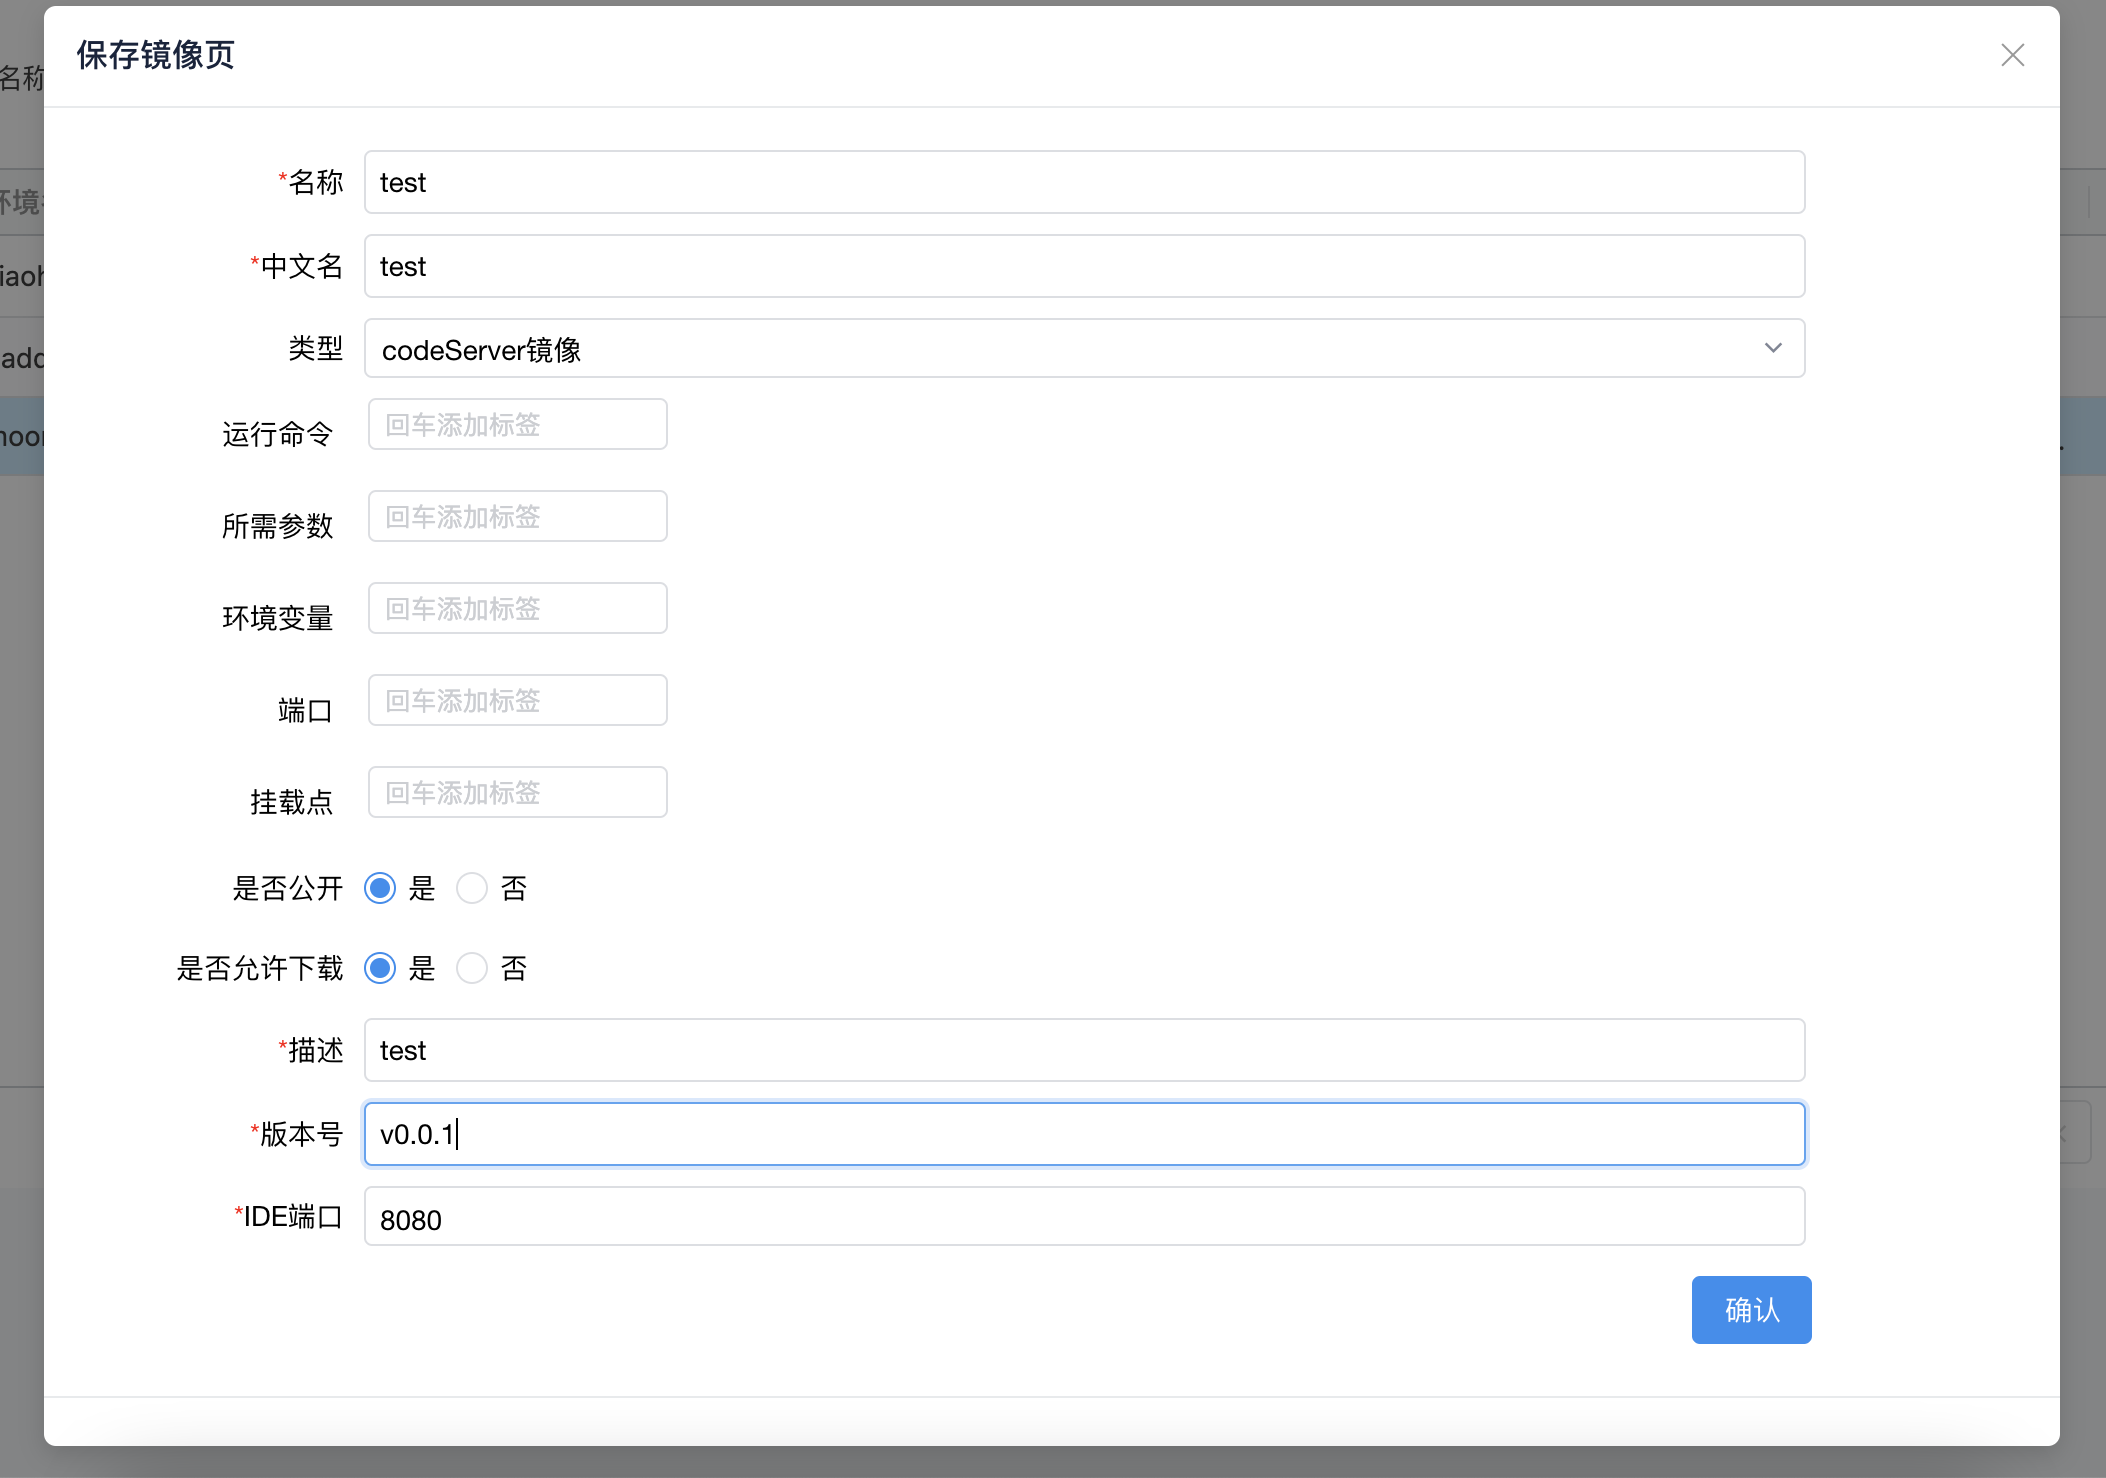 保存镜像页
名称
*名称 test
*中文名 test
类型 codeServer镜像
运行命令 回车添加标签
所需参数 回车添加标签
环境变量 回车添加标签
端口 回车添加标签
挂载点 回车添加标签
是否公开 是 否
是否允许下载 是 否
*描述 test
*版本号 v0.0.1
*IDE端口 8080
确认